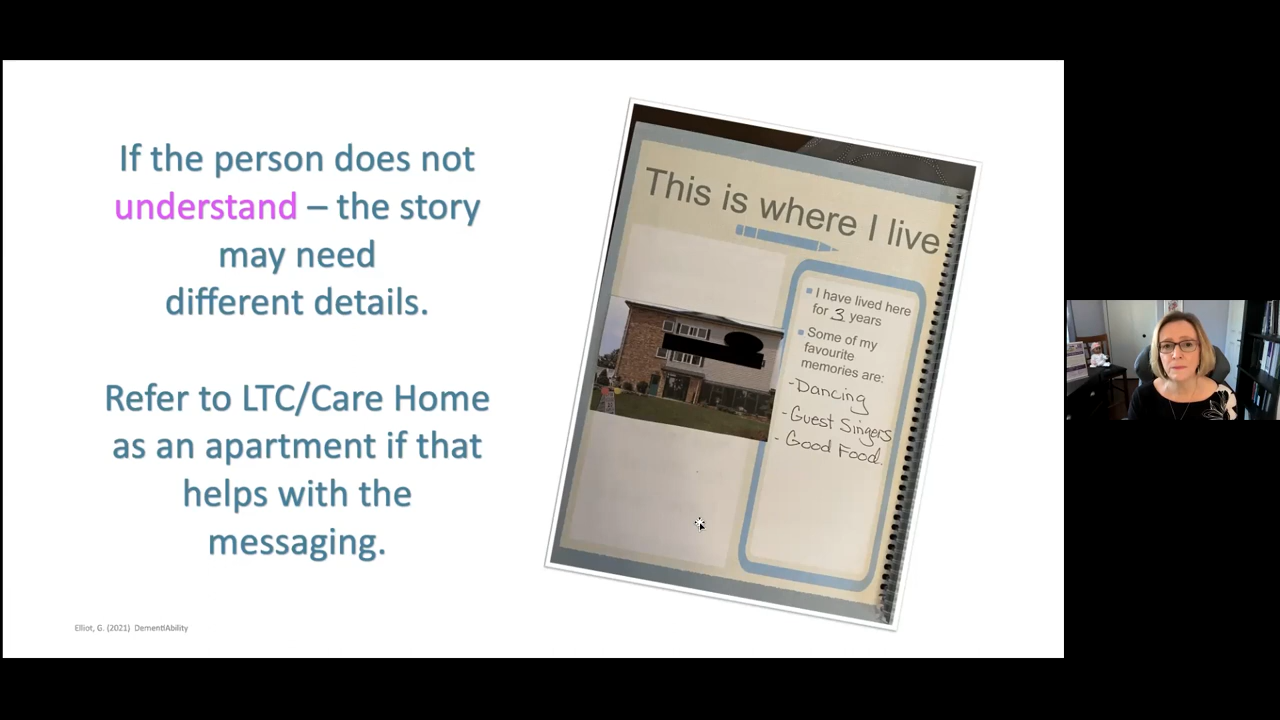 If the person does not
understand – the story
may need
different details.
Refer to LTC/Care Home
as an apartment if that
helps with the
messaging.
Elliot, G. (2021) DementiAbility
This is where I live
I have lived here
for 3 years
Some of my
favourite
memories are:
-Dancing
- Guest Singers
- Good Food.